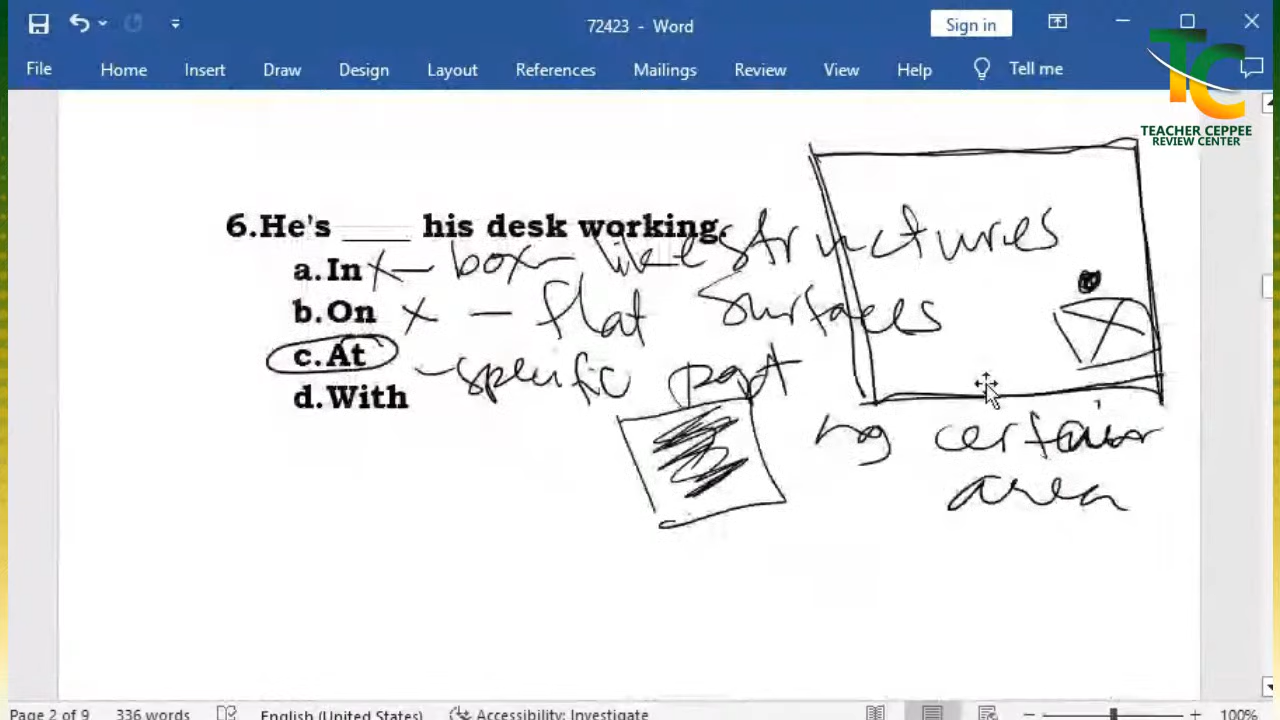 72423 - Word
Sign in
File Home Insert Draw Design Layout References Mailings Review View Help Tell me
TC
TEACHER CEPPEE
REVIEW CENTER
6.He's ____ his desk working.
a.In x - box - like structures
b.On x - flat surfaces
c.At - specific part
d.With
ng certain
area
Page 2 of 9 336 words English (United States) Accessibility: Investigate 100%